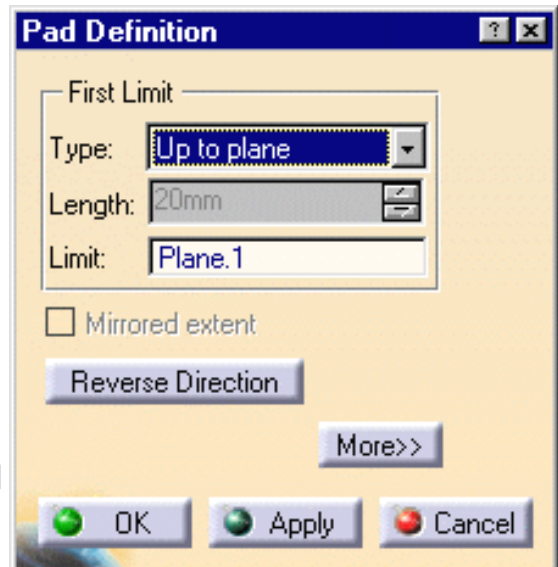 Pad Definition ? x
First Limit
Type: Up to plane
Length: 20mm
Limit: Plane.1
Mirrored extent
Reverse Direction
More>>
OK Apply Cancel